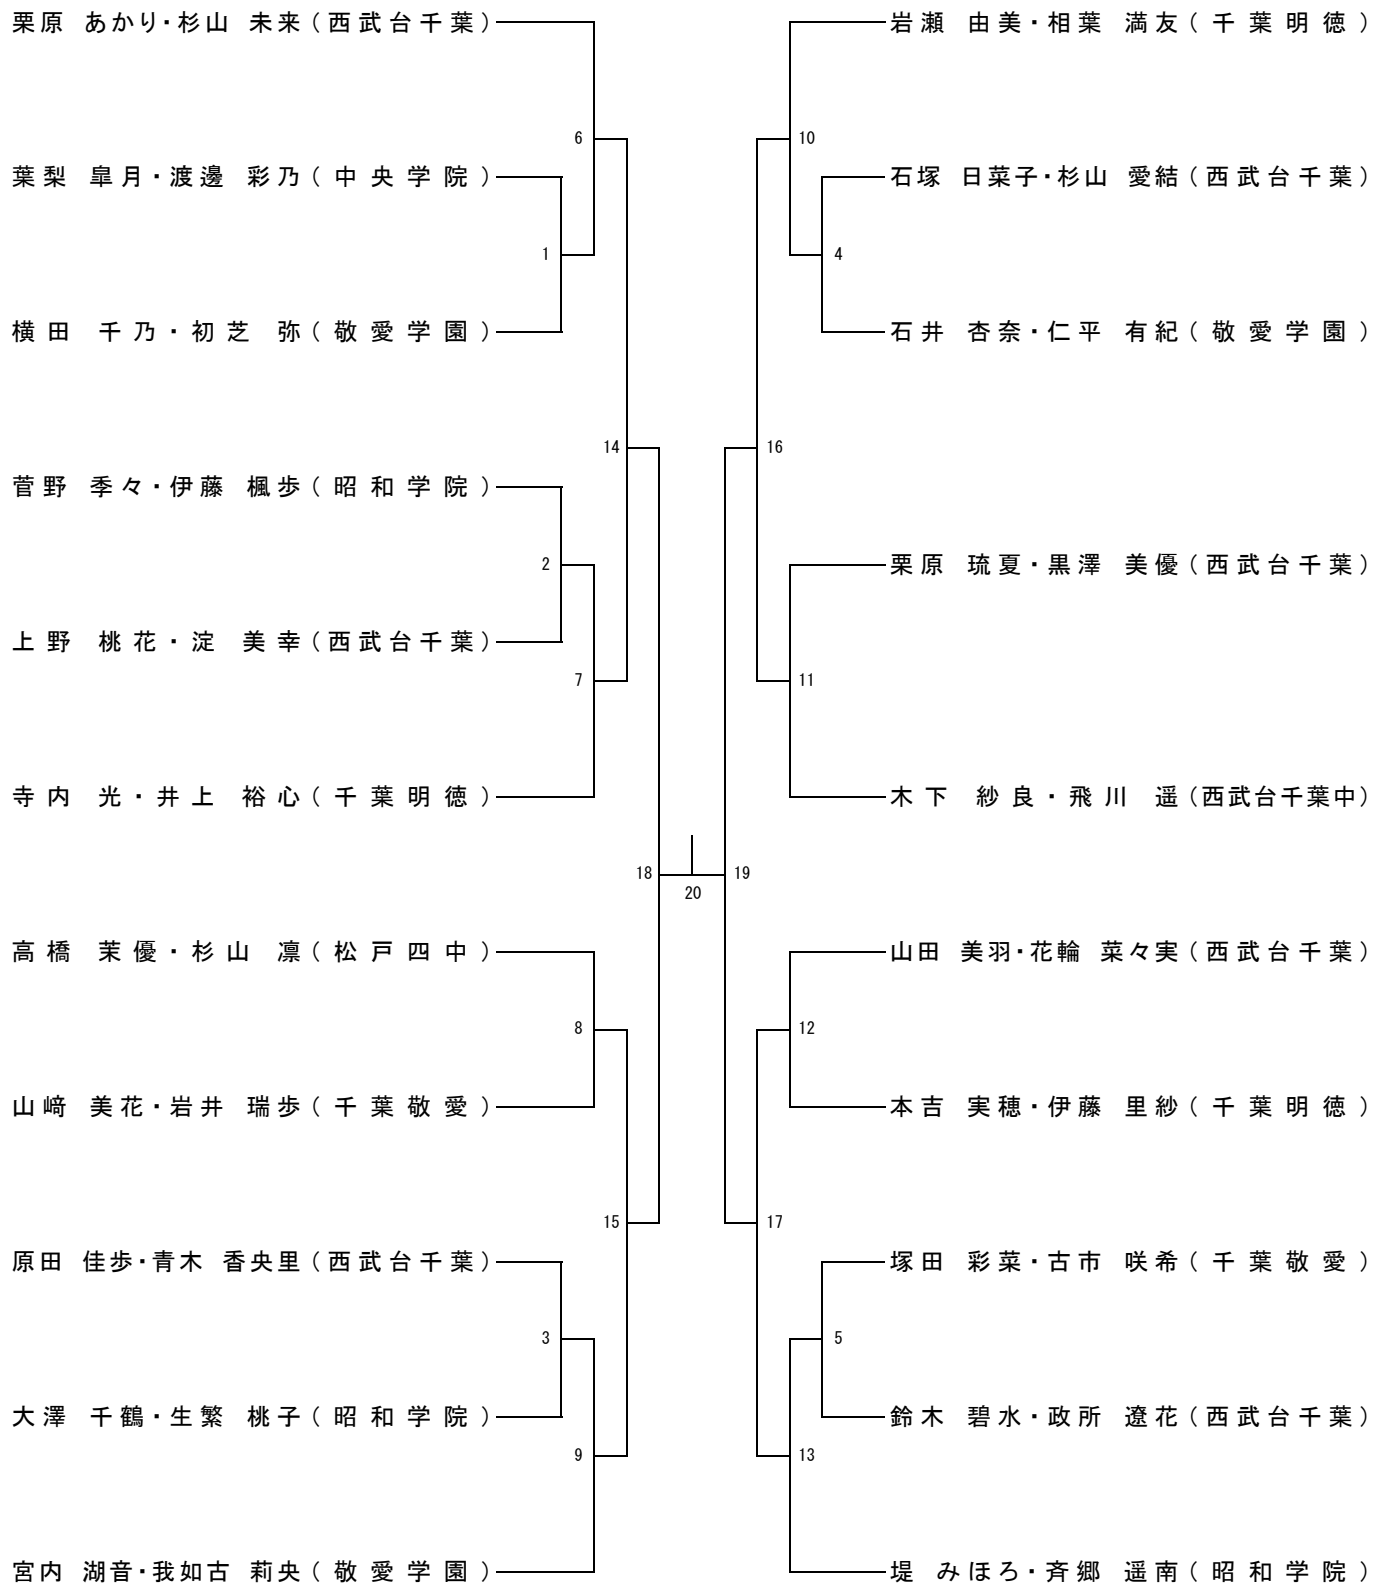 栗原 あかり・杉山 未来(西武台千葉)
6
葉梨 皐月・渡邊 彩乃(中央学院)
1
横田 千乃・初芝 弥(敬愛学園)
14
菅野 季々・伊藤 楓歩(昭和学院)
2
上野 桃花・淀 美幸(西武台千葉)
7
寺内 光・井上 裕心(千葉明徳)
18
高橋 茉優・杉山 凛(松戸四中)
8
山﨑 美花・岩井 瑞歩(千葉敬愛)
15
原田 佳歩・青木 香央里(西武台千葉)
3
大澤 千鶴・生繁 桃子(昭和学院)
9
宮内 湖音・我如古 莉央(敬愛学園)
20
岩瀬 由美・相葉 満友(千葉明徳)
10
石塚 日菜子・杉山 愛結(西武台千葉)
4
石井 杏奈・仁平 有紀(敬愛学園)
16
栗原 琉夏・黒澤 美優(西武台千葉)
11
木下 紗良・飛川 遥(西武台千葉中)
19
山田 美羽・花輪 菜々実(西武台千葉)
12
本吉 実穂・伊藤 里紗(千葉明徳)
17
塚田 彩菜・古市 咲希(千葉敬愛)
5
鈴木 碧水・政所 遼花(西武台千葉)
13
堤 みほろ・斉郷 遥南(昭和学院)